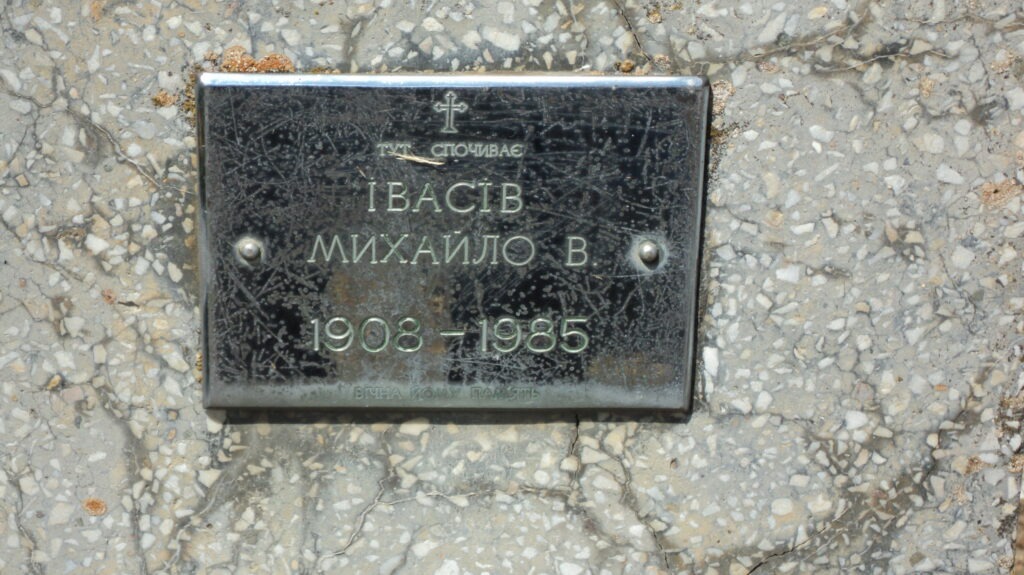 ТУТ СПОЧИВАЄ
ІВАСІВ
МИХАЙЛО В.
1908 – 1985
ВІЧНА ЙОМУ ПАМЯТЬ